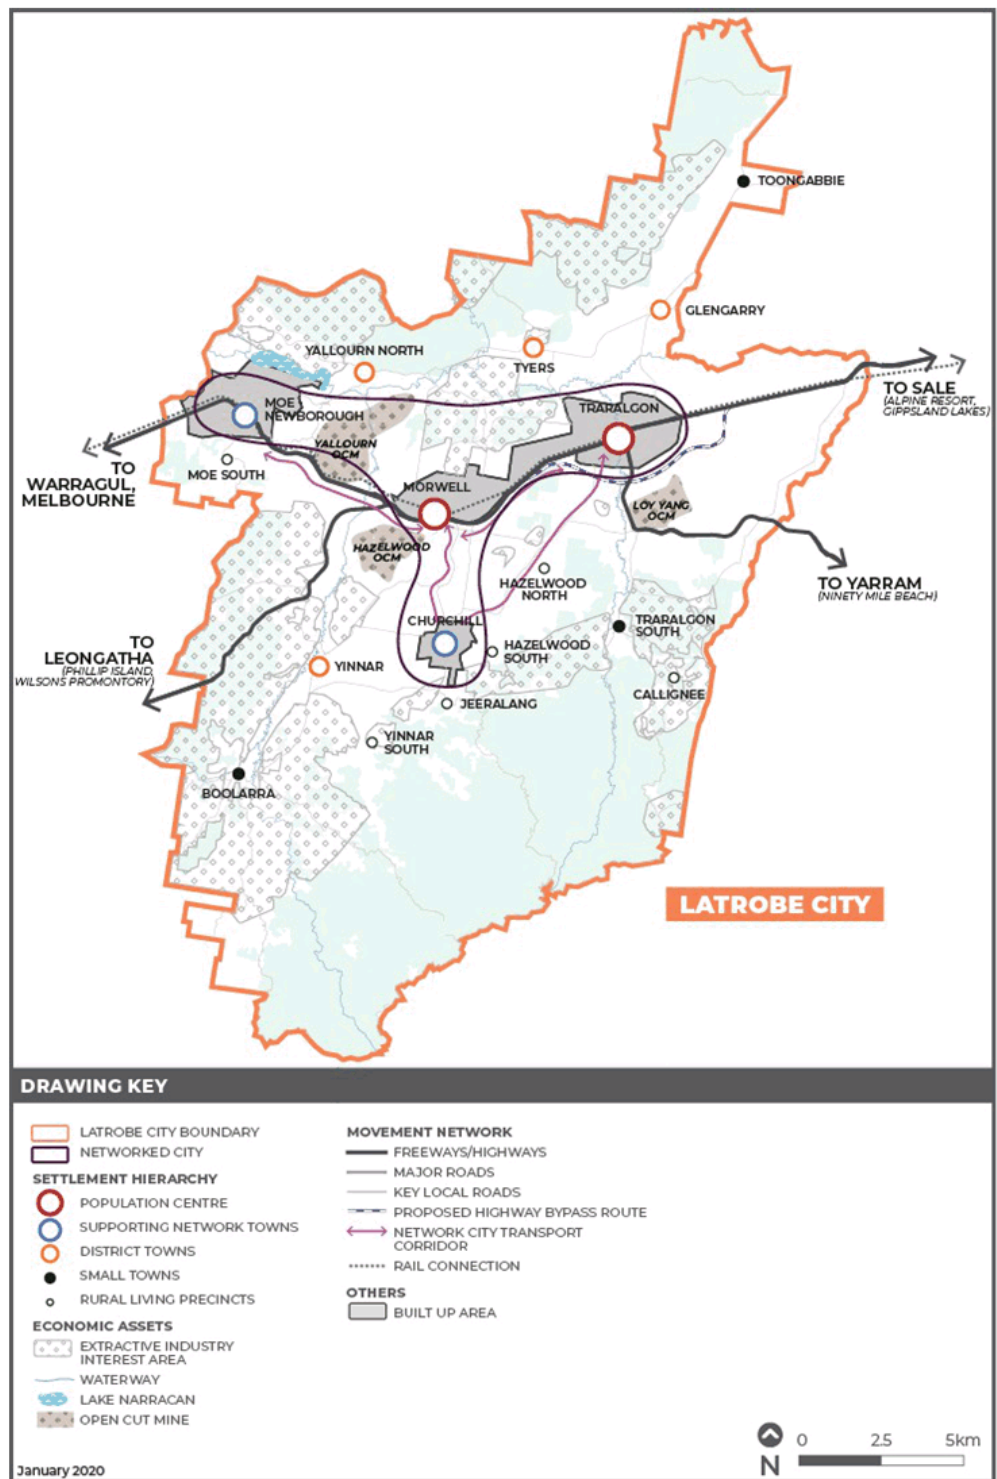 TOONGABBIE
GLENGARRY
YALLOURN NORTH
TYERS
TO SALE
(ALPINE RESORT,
GIPPSLAND LAKES)
MOE
NEWBOROUGH
TRARALGON
YALLOURN
OCM
TO
WARRAGUL,
MELBOURNE
MOE SOUTH
MORWELL
LOY YANG
OCM
HAZELWOOD
OCM
HAZELWOOD
NORTH
TO YARRAM
(NINETY MILE BEACH)
CHURCHILL
TRARALGON
SOUTH
TO
LEONGATHA
(PHILLIP ISLAND,
WILSONS PROMONTORY)
YINNAR
HAZELWOOD
SOUTH
CALLIGNEE
JEERALANG
YINNAR
SOUTH
BOOLARRA
LATROBE CITY
DRAWING KEY
LATROBE CITY BOUNDARY
NETWORKED CITY
SETTLEMENT HIERARCHY
POPULATION CENTRE
SUPPORTING NETWORK TOWNS
DISTRICT TOWNS
SMALL TOWNS
RURAL LIVING PRECINCTS
ECONOMIC ASSETS
EXTRACTIVE INDUSTRY
INTEREST AREA
WATERWAY
LAKE NARRACAN
OPEN CUT MINE
MOVEMENT NETWORK
FREEWAYS/HIGHWAYS
MAJOR ROADS
KEY LOCAL ROADS
PROPOSED HIGHWAY BYPASS ROUTE
NETWORK CITY TRANSPORT
CORRIDOR
RAIL CONNECTION
OTHERS
BUILT UP AREA
0 2.5 5km
N
January 2020